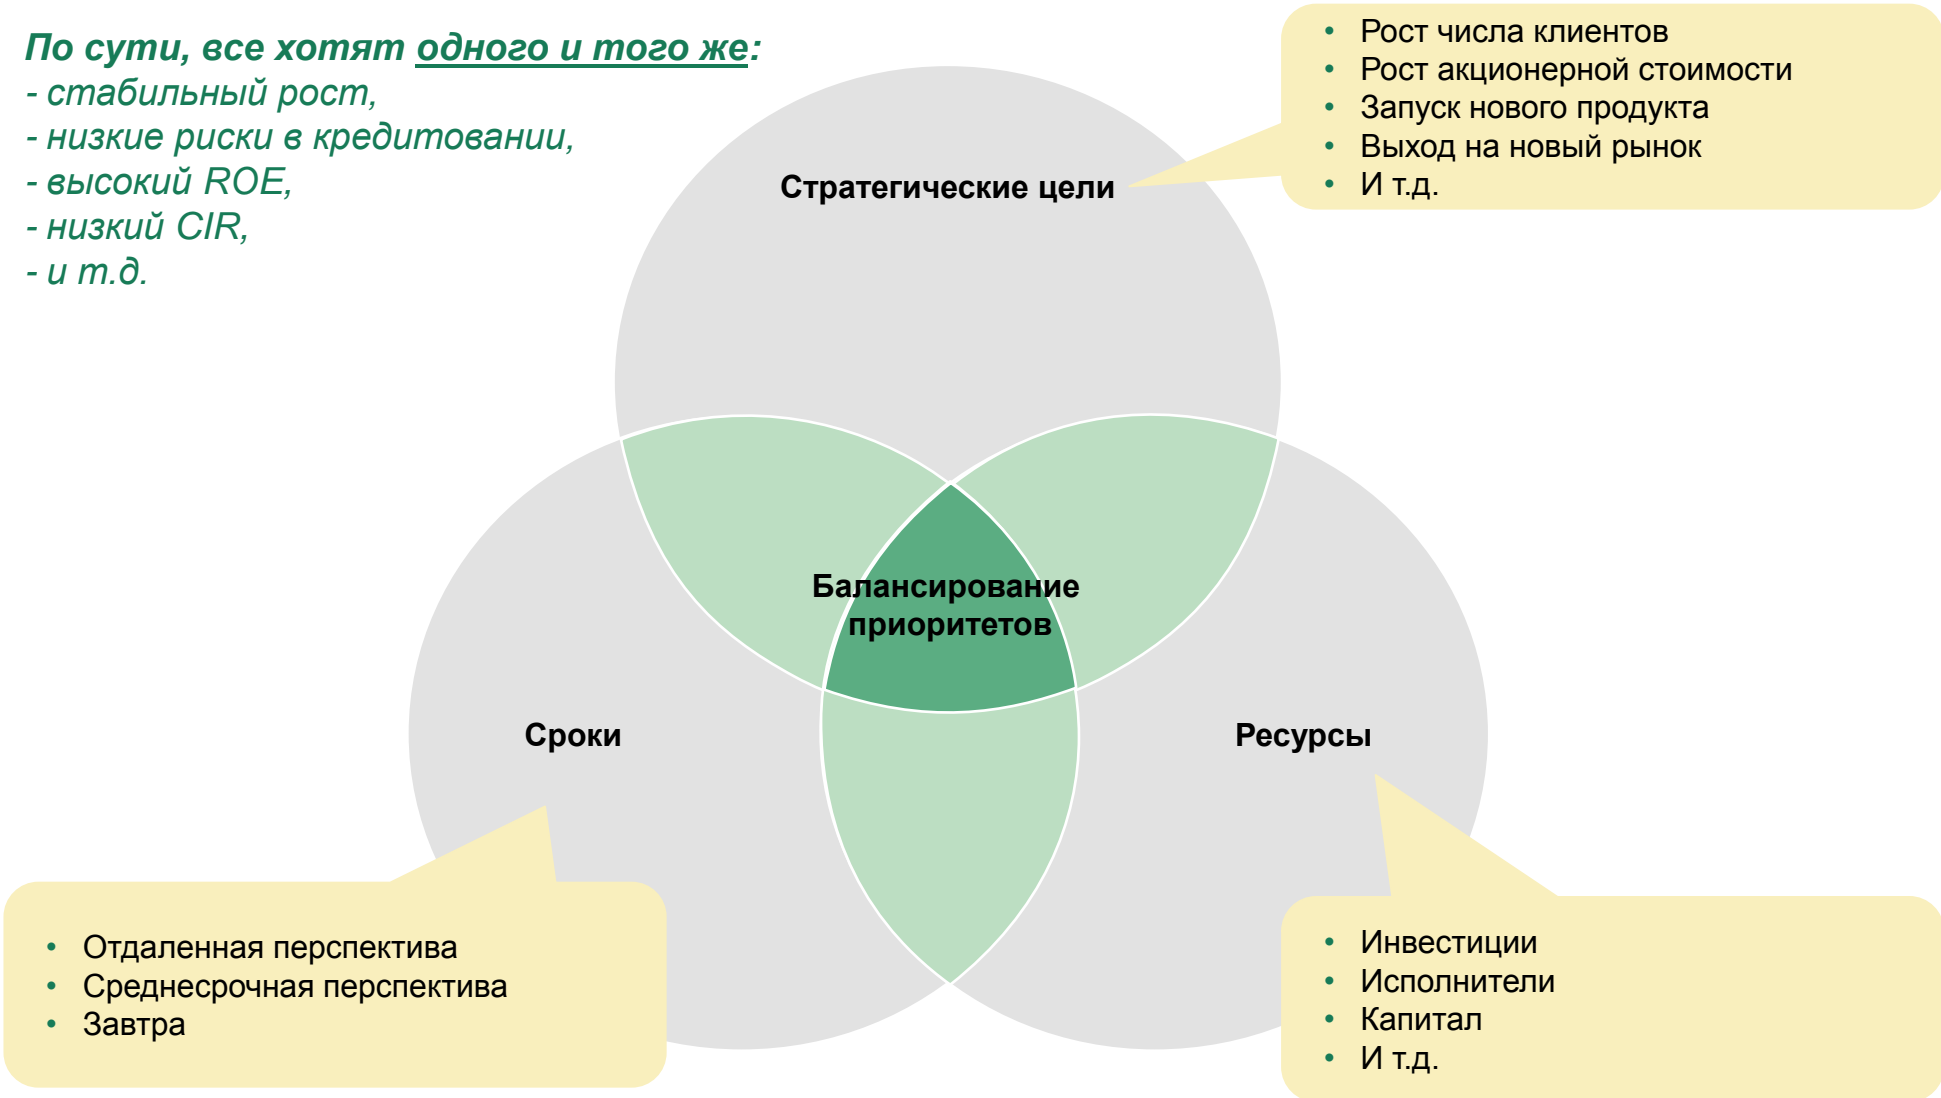 По сути, все хотят одного и того же:
- стабильный рост,
- низкие риски в кредитовании,
- высокий ROE,
- низкий CIR,
- и т.д.
• Рост числа клиентов
• Рост акционерной стоимости
• Запуск нового продукта
• Выход на новый рынок
• И т.д.
Стратегические цели
Балансирование
приоритетов
Сроки
Ресурсы
• Отдаленная перспектива
• Среднесрочная перспектива
• Завтра
• Инвестиции
• Исполнители
• Капитал
• И т.д.